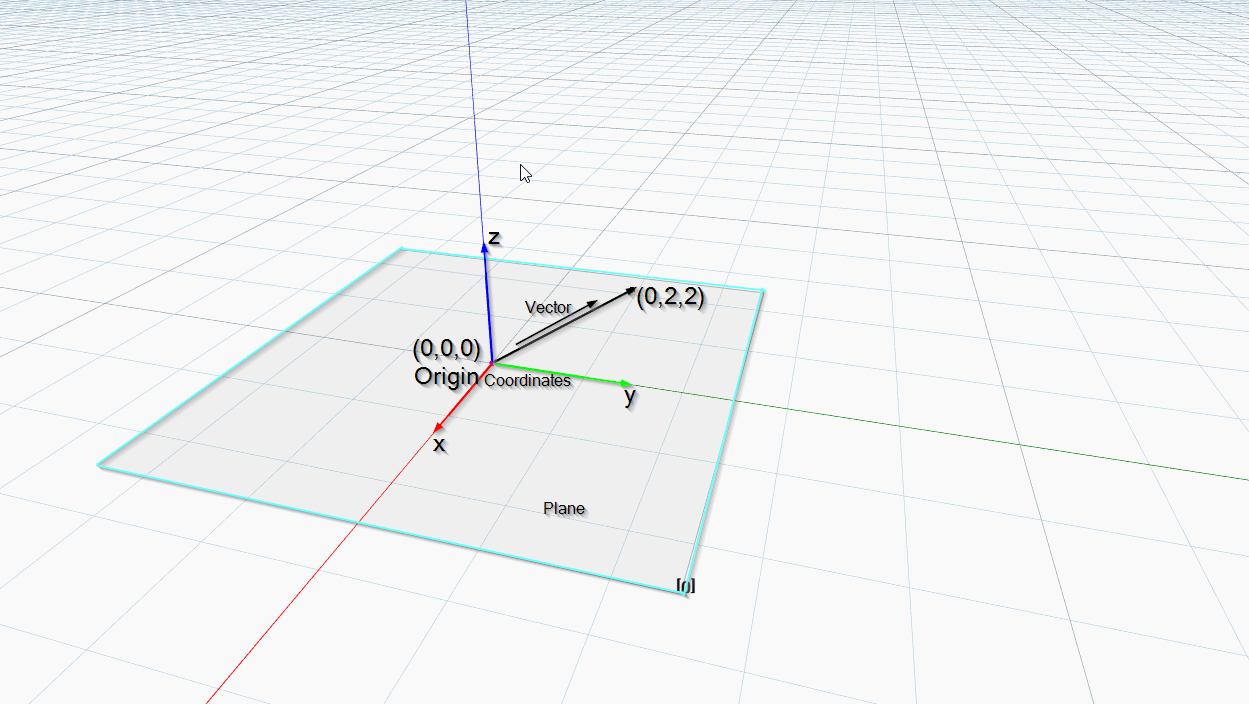 z
Vector
(0,2,2)
(0,0,0)
Origin
Coordinates
y
x
Plane